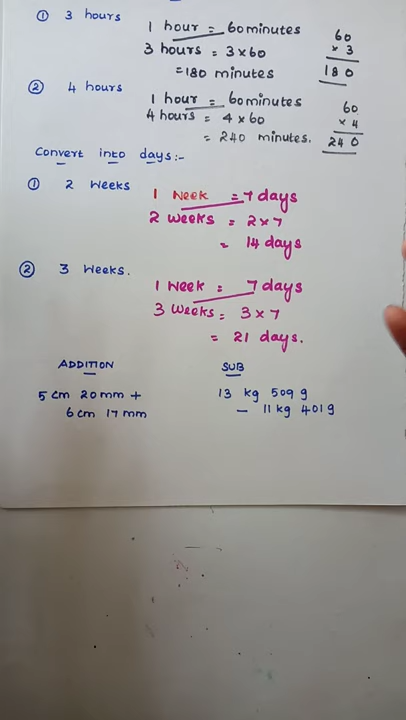 ① 3 hours
1 hour = 60 minutes
3 hours = 3 x 60
= 180 minutes
60
x 3
180
② 4 hours
1 hour = 60 minutes
4 hours = 4 x 60
= 240 minutes.
60
x 4
240
Convert into days:-
① 2 Weeks
1 Week = 7 days
2 weeks = 2 x 7
= 14 days
② 3 Weeks.
1 Week = 7 days
3 Weeks = 3 x 7
= 21 days.
ADDITION
5 cm 20 mm +
6 cm 17 mm
SUB
13 kg 509 g
- 11 kg 401 g